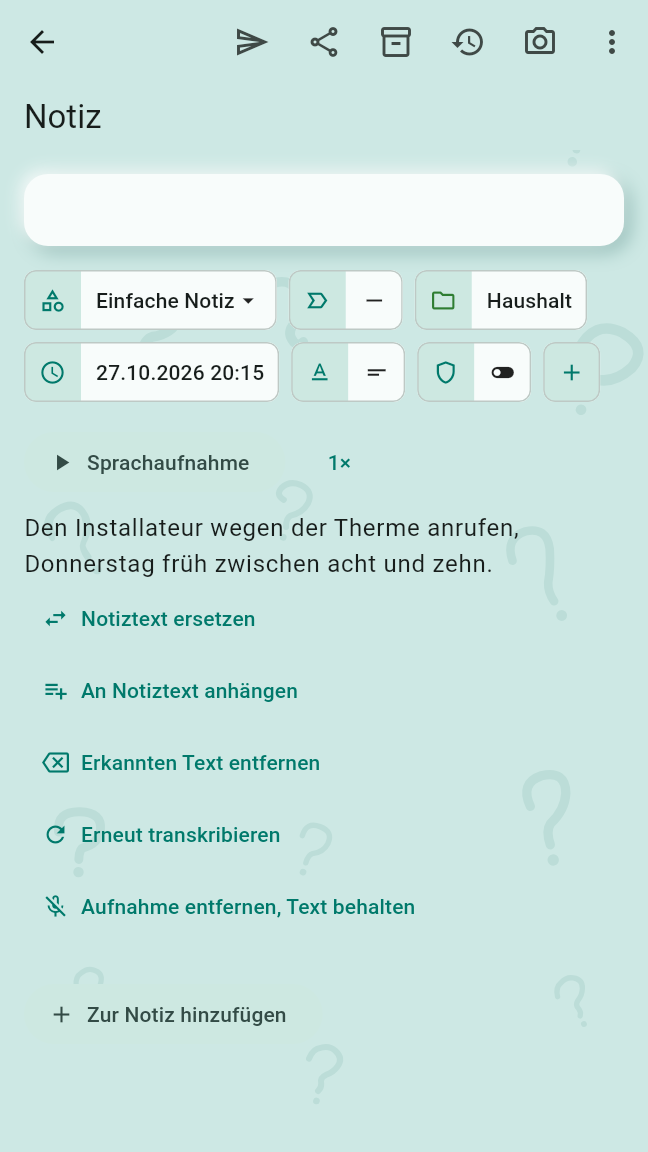 Notiz
Einfache Notiz
Haushalt
27.10.2026 20:15
Sprachaufnahme 1×
Den Installateur wegen der Therme anrufen,
Donnerstag früh zwischen acht und zehn.
Notiztext ersetzen
An Notiztext anhängen
Erkannten Text entfernen
Erneut transkribieren
Aufnahme entfernen, Text behalten
Zur Notiz hinzufügen